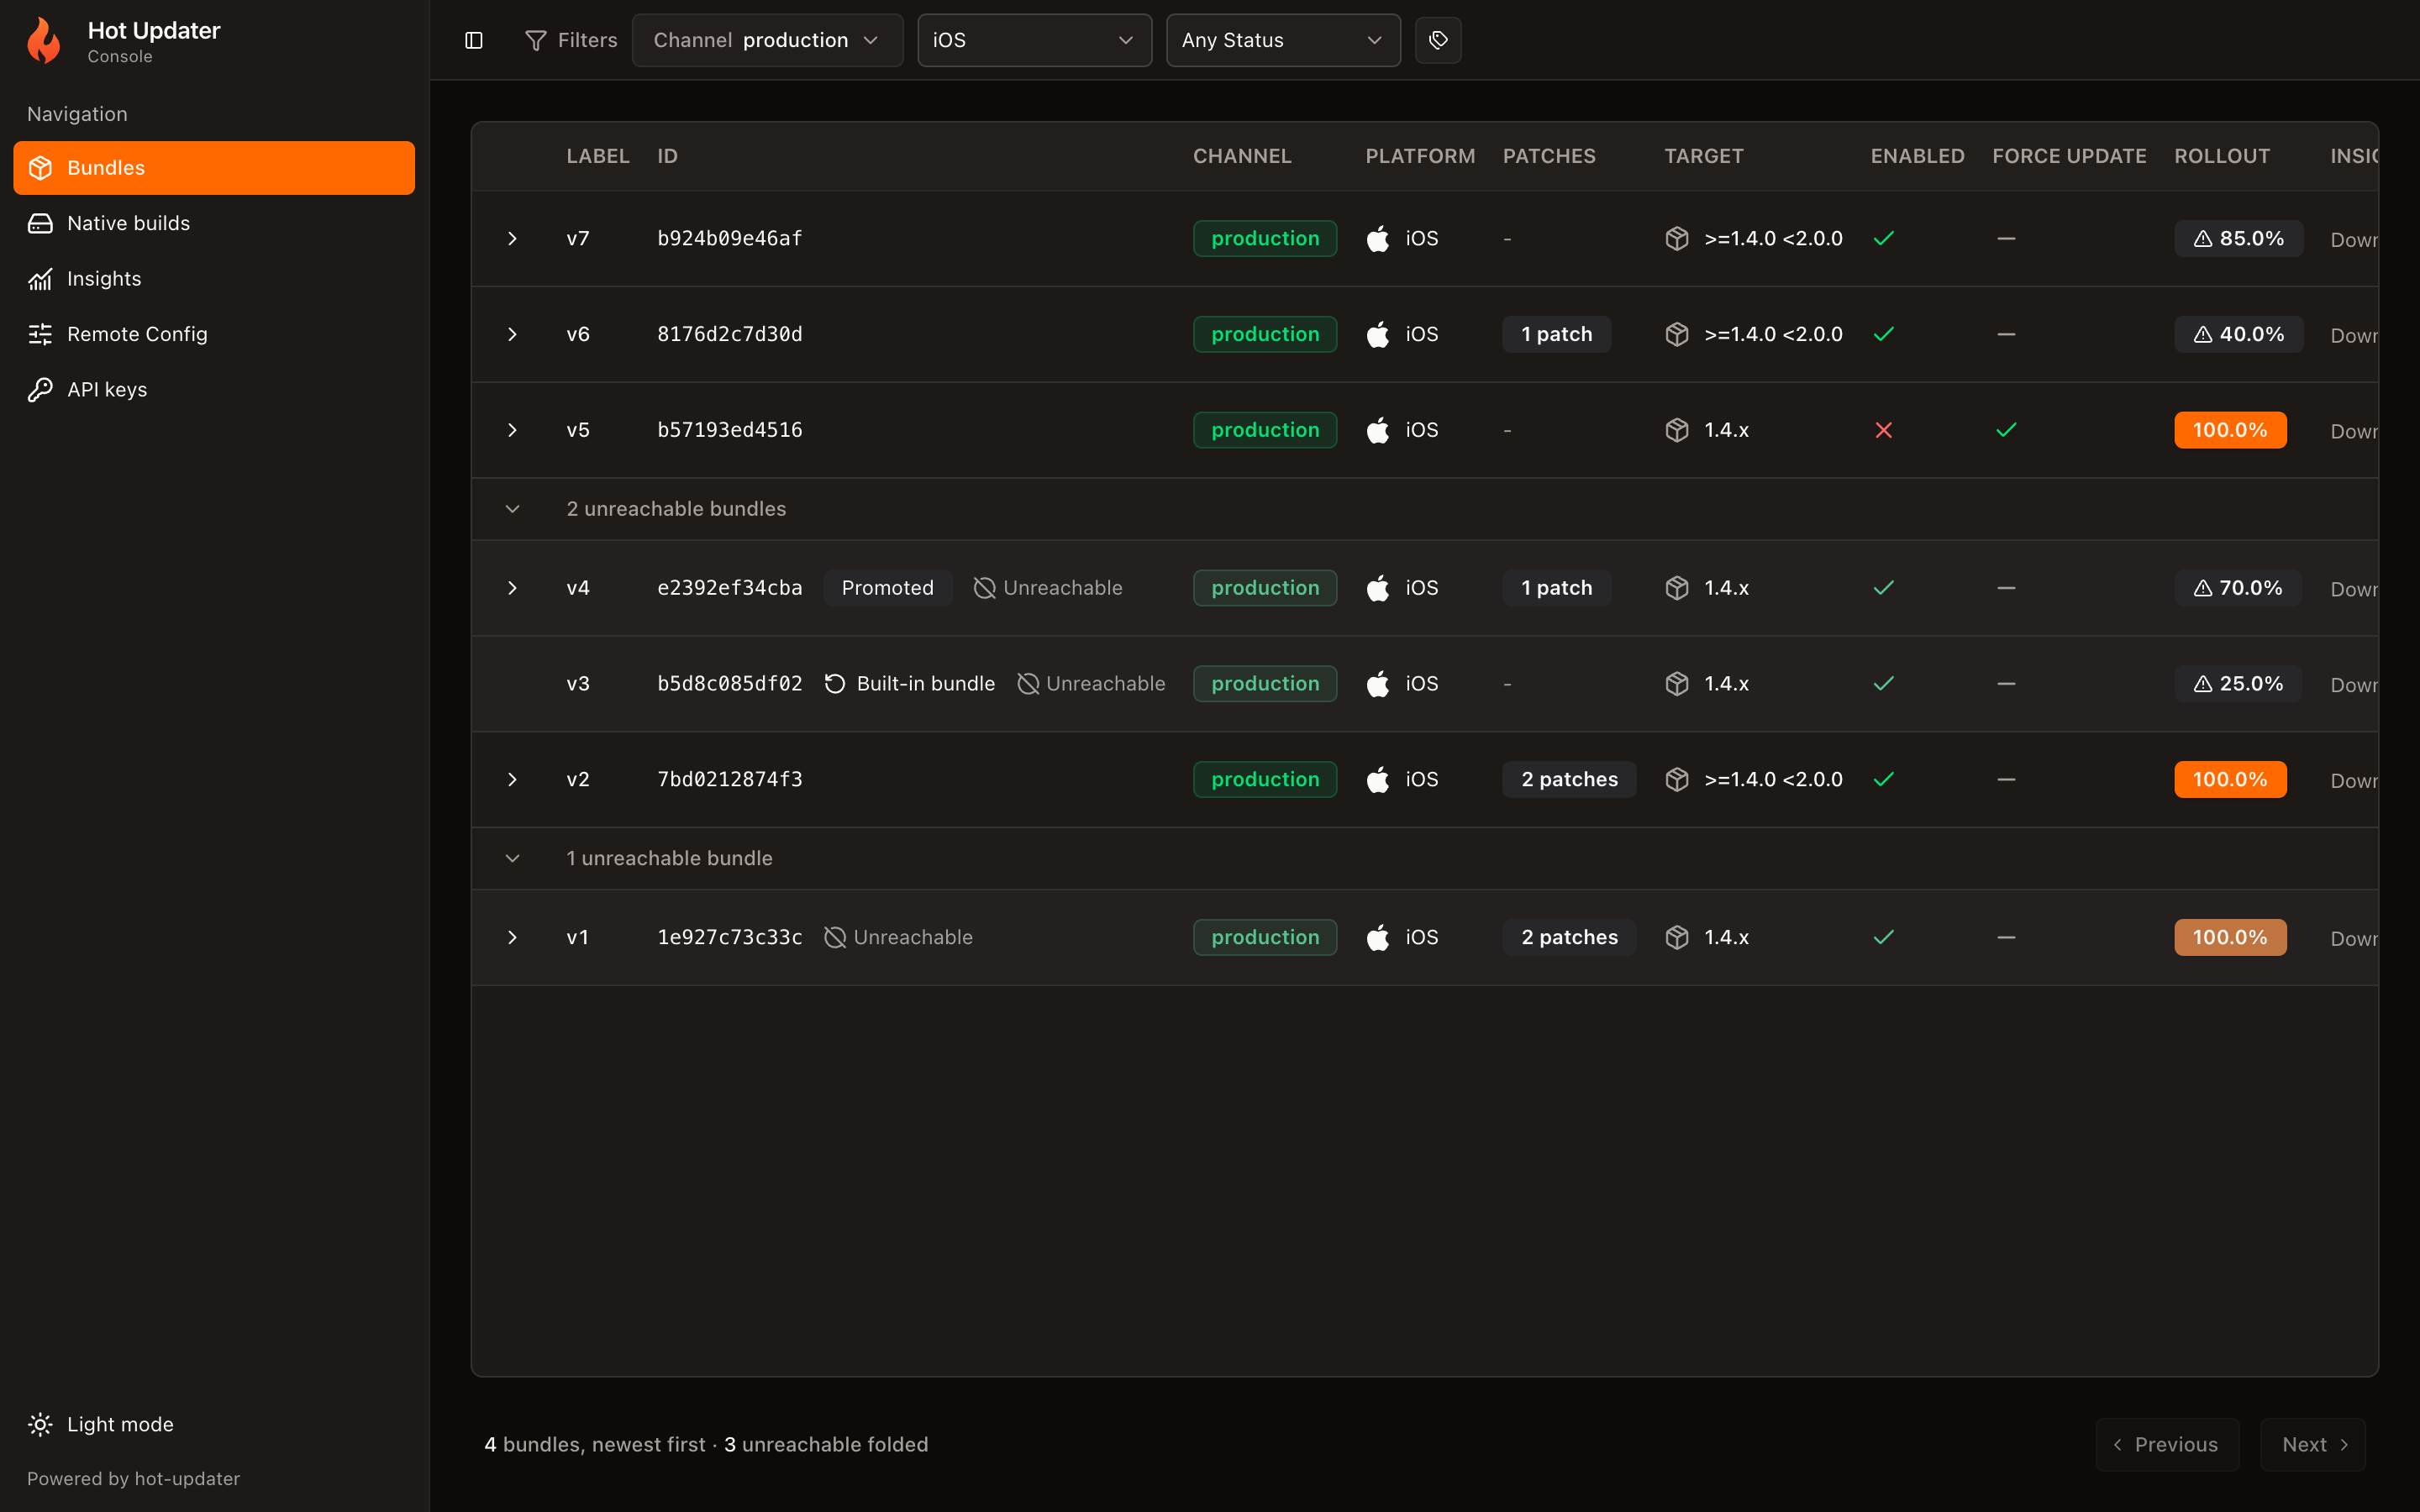 Hot Updater
Console
Navigation
Bundles
Native builds
Insights
Remote Config
API keys
Light mode
Powered by hot-updater
Filters Channel production iOS Any Status
LABEL ID CHANNEL PLATFORM PATCHES TARGET ENABLED FORCE UPDATE ROLLOUT
v7 b924b09e46af production iOS - >=1.4.0 <2.0.0 — 85.0%
v6 8176d2c7d30d production iOS 1 patch >=1.4.0 <2.0.0 — 40.0%
v5 b57193ed4516 production iOS - 1.4.x 100.0%
2 unreachable bundles
v4 e2392ef34cba Promoted Unreachable production iOS 1 patch 1.4.x — 70.0%
v3 b5d8c085df02 Built-in bundle Unreachable production iOS - 1.4.x — 25.0%
v2 7bd0212874f3 production iOS 2 patches >=1.4.0 <2.0.0 — 100.0%
1 unreachable bundle
v1 1e927c73c33c Unreachable production iOS 2 patches 1.4.x — 100.0%
4 bundles, newest first · 3 unreachable folded
Previous Next